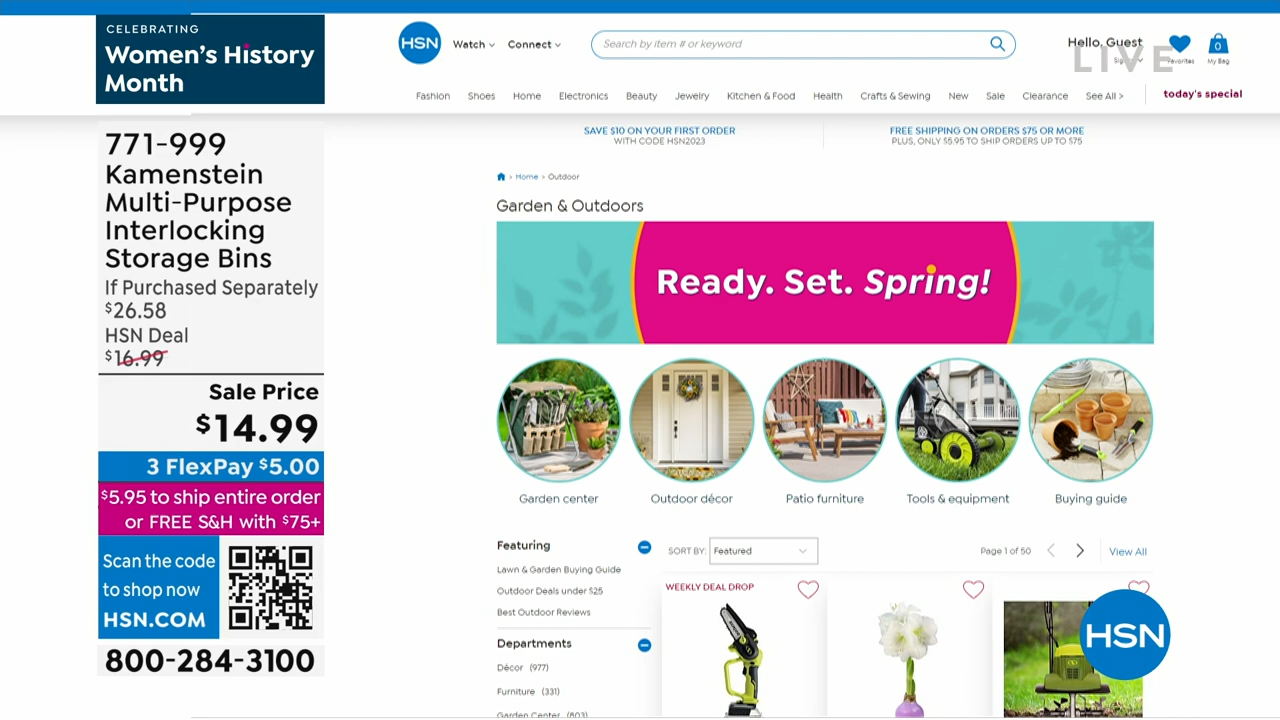 CELEBRATING
Women's History
Month
771-999
Kamenstein
Multi-Purpose
Interlocking
Storage Bins
If Purchased Separately
$26.58
HSN Deal
$16.99
Sale Price
$14.99
3 FlexPay $5.00
$5.95 to ship entire order
or FREE S&H with $75+
Scan the code
to shop now
HSN.COM
800-284-3100
HSN
Watch
Connect
Search by item # or keyword
Hello, Guest
LIVE
Favorites
0
My Bag
Fashion
Shoes
Home
Electronics
Beauty
Jewelry
Kitchen & Food
Health
Crafts & Sewing
New
Sale
Clearance
See All >
today's special
SAVE $10 ON YOUR FIRST ORDER
WITH CODE HSN2023
FREE SHIPPING ON ORDERS $75 OR MORE
PLUS, ONLY $5.95 TO SHIP ORDERS UP TO $75
> Home > Outdoor
Garden & Outdoors
Ready. Set. Spring!
Garden center
Outdoor décor
Patio furniture
Tools & equipment
Buying guide
Featuring
Lawn & Garden Buying Guide
Outdoor Deals under $25
Best Outdoor Reviews
Departments
Décor (977)
Furniture (331)
Garden Center (803)
SORT BY:
Featured
Page 1 of 50
View All
WEEKLY DEAL DROP
HSN